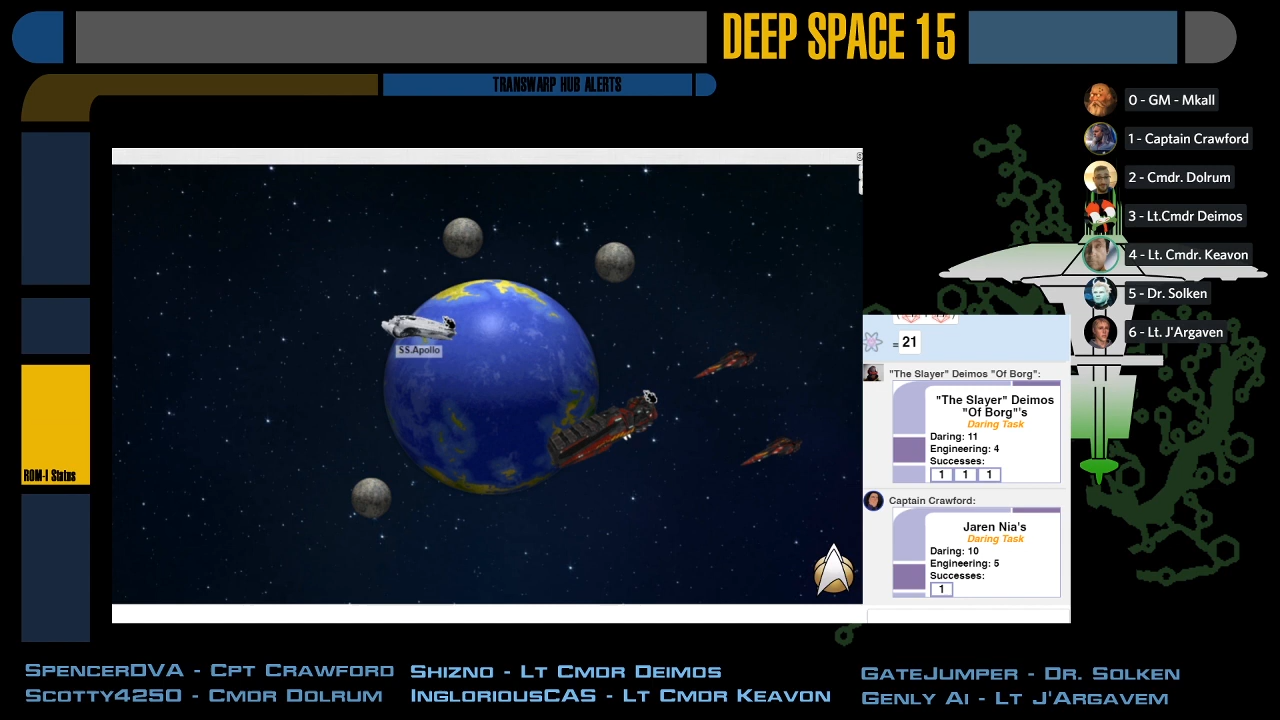 DEEP SPACE 15
TRANSWARP HUB ALERTS
0 - GM - Mkall
1 - Captain Crawford
2 - Cmdr. Dolrum
3 - Lt.Cmdr Deimos
4 - Lt. Cmdr. Keavon
5 - Dr. Solken
6 - Lt. J'Argaven
SS.Apollo
=21
"The Slayer" Deimos "Of Borg":
"The Slayer" Deimos
"Of Borg"'s
Daring Task
Daring: 11
Engineering: 4
Successes:
1 1 1
Captain Crawford:
Jaren Nia's
Daring Task
Daring: 10
Engineering: 5
Successes:
1
ROM-I Status
SpencerDVA - Cpt Crawford
Scotty4250 - Cmdr Dolrum
Shizno - Lt Cmdr Deimos
IngloriousCAS - Lt Cmdr Keavon
GateJumper - Dr. Solken
Genly Ai - Lt J'Argavem